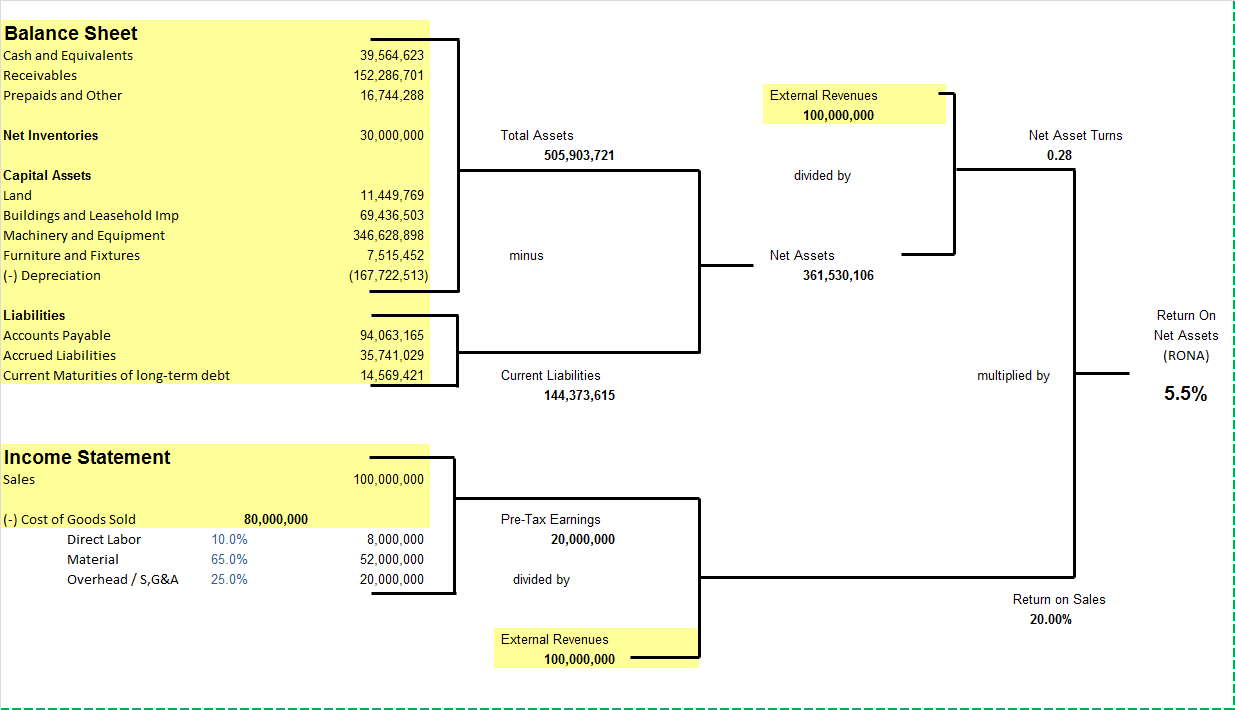 Balance Sheet
Cash and Equivalents 39,564,623
Receivables 152,286,701
Prepaids and Other 16,744,288
Net Inventories 30,000,000
Capital Assets
Land 11,449,769
Buildings and Leasehold Imp 69,436,503
Machinery and Equipment 346,628,898
Furniture and Fixtures 7,515,452
(-) Depreciation (167,722,513)
Liabilities
Accounts Payable 94,063,165
Accrued Liabilities 35,741,029
Current Maturities of long-term debt 14,569,421
Total Assets
505,903,721
minus
Current Liabilities
144,373,615
External Revenues
100,000,000
divided by
Net Assets
361,530,106
Net Asset Turns
0.28
multiplied by
Return On
Net Assets
(RONA)
5.5%
Income Statement
Sales 100,000,000
(-) Cost of Goods Sold 80,000,000
Direct Labor 10.0% 8,000,000
Material 65.0% 52,000,000
Overhead / S,G&A 25.0% 20,000,000
Pre-Tax Earnings
20,000,000
divided by
External Revenues
100,000,000
Return on Sales
20.00%